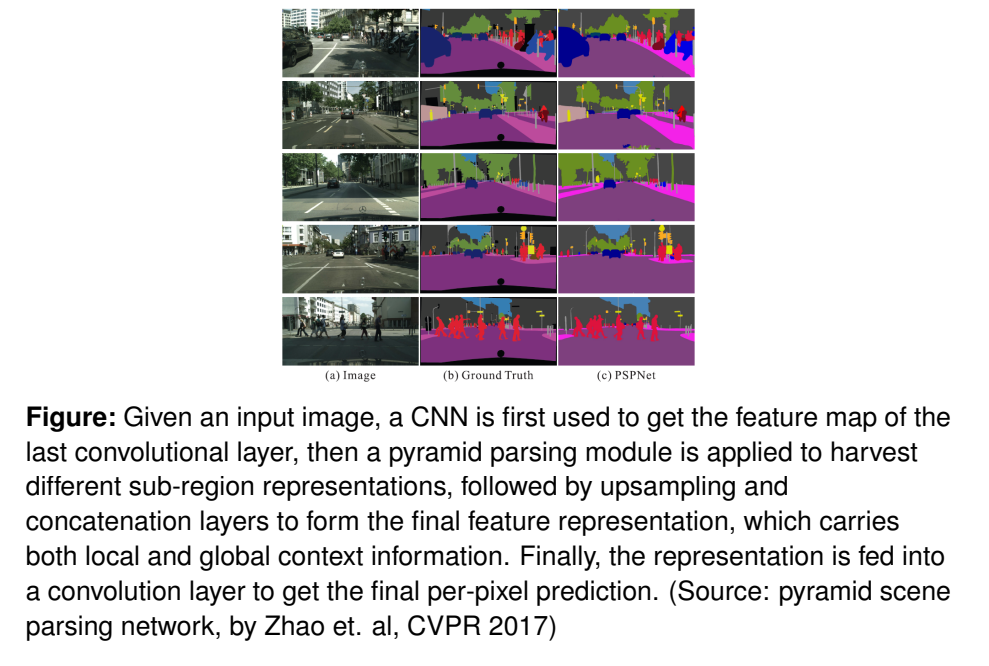 (a) Image (b) Ground Truth (c) PSPNet
Figure: Given an input image, a CNN is first used to get the feature map of the
last convolutional layer, then a pyramid parsing module is applied to harvest
different sub-region representations, followed by upsampling and
concatenation layers to form the final feature representation, which carries
both local and global context information. Finally, the representation is fed into
a convolution layer to get the final per-pixel prediction. (Source: pyramid scene
parsing network, by Zhao et. al, CVPR 2017)